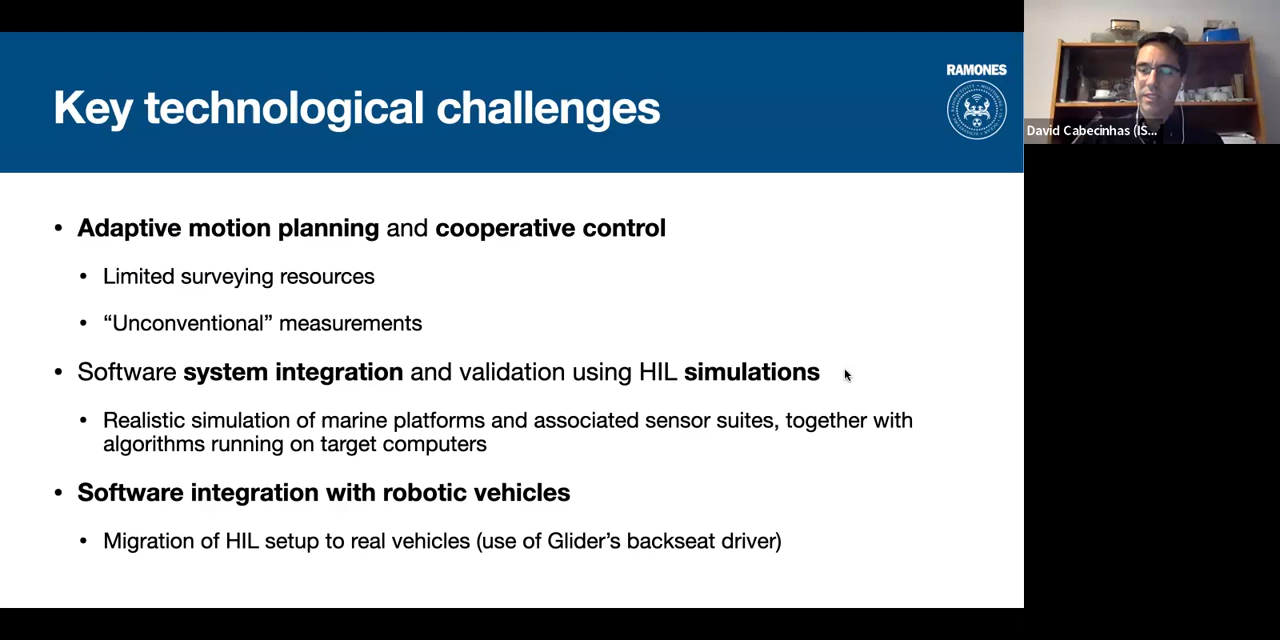 Key technological challenges
RAMONES
David Cabecinhas (IS...
• Adaptive motion planning and cooperative control
• Limited surveying resources
• “Unconventional” measurements
• Software system integration and validation using HIL simulations
• Realistic simulation of marine platforms and associated sensor suites, together with
algorithms running on target computers
• Software integration with robotic vehicles
• Migration of HIL setup to real vehicles (use of Glider’s backseat driver)